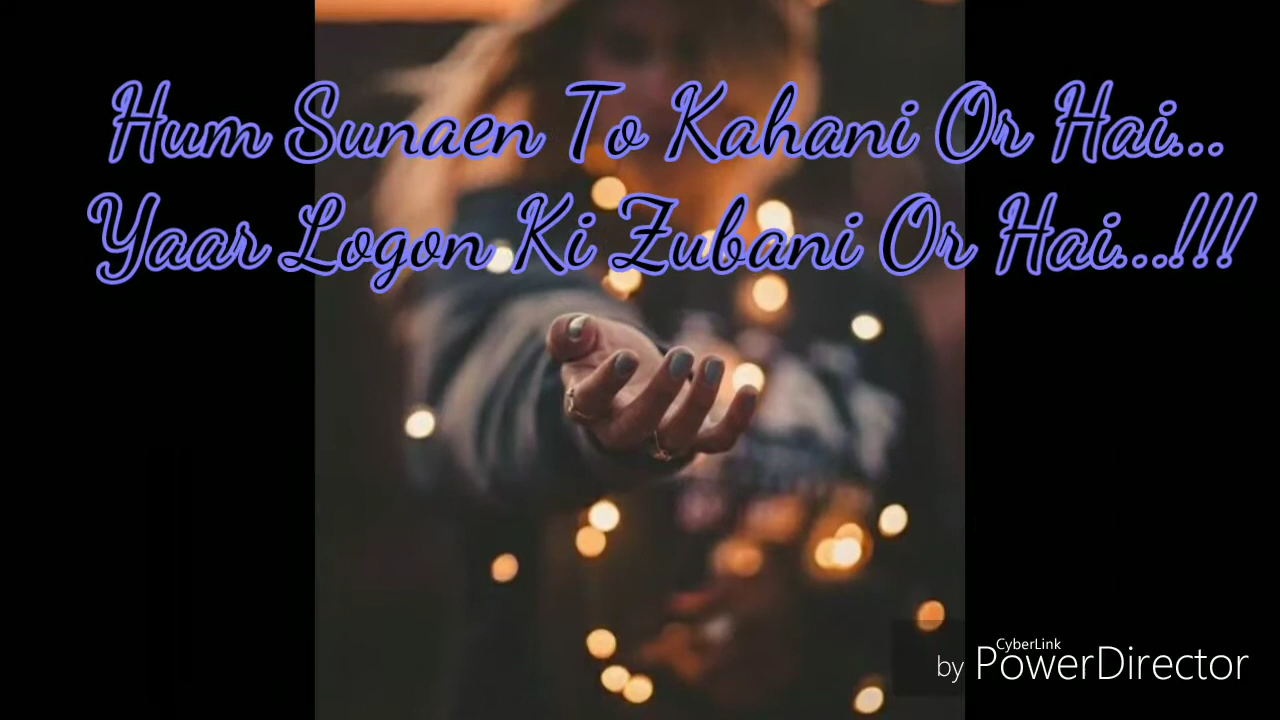 Hum Sunaen To Kahani Or Hai...
Yaar Logon Ki Zubani Or Hai...!!!
CyberLink
by PowerDirector